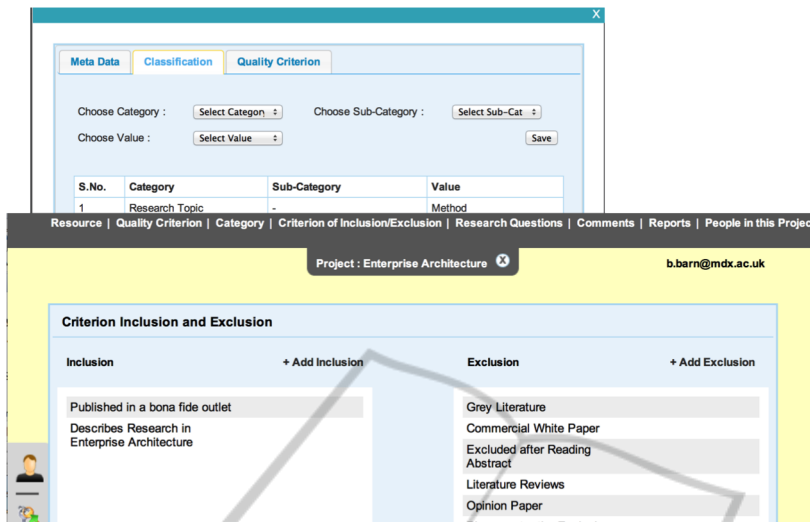 X
Meta Data Classification Quality Criterion
Choose Category : Select Category Choose Sub-Category : Select Sub-Cat
Choose Value : Select Value Save
S.No. Category Sub-Category Value
1 Research Topic - Method
Resource | Quality Criterion | Category | Criterion of Inclusion/Exclusion | Research Questions | Comments | Reports | People in this Projec
Project : Enterprise Architecture X
b.barn@mdx.ac.uk
Criterion Inclusion and Exclusion
Inclusion + Add Inclusion Exclusion + Add Exclusion
Published in a bona fide outlet Grey Literature
Describes Research in Commercial White Paper
Enterprise Architecture Excluded after Reading
Abstract
Literature Reviews
Opinion Paper